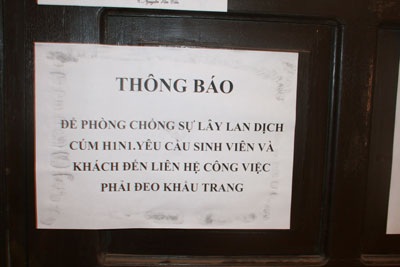 THÔNG BÁO
ĐỂ PHÒNG CHỐNG SỰ LÂY LAN DỊCH
CÚM H1N1.YÊU CẦU SINH VIÊN VÀ
KHÁCH ĐẾN LIÊN HỆ CÔNG VIỆC
PHẢI ĐEO KHẨU TRANG